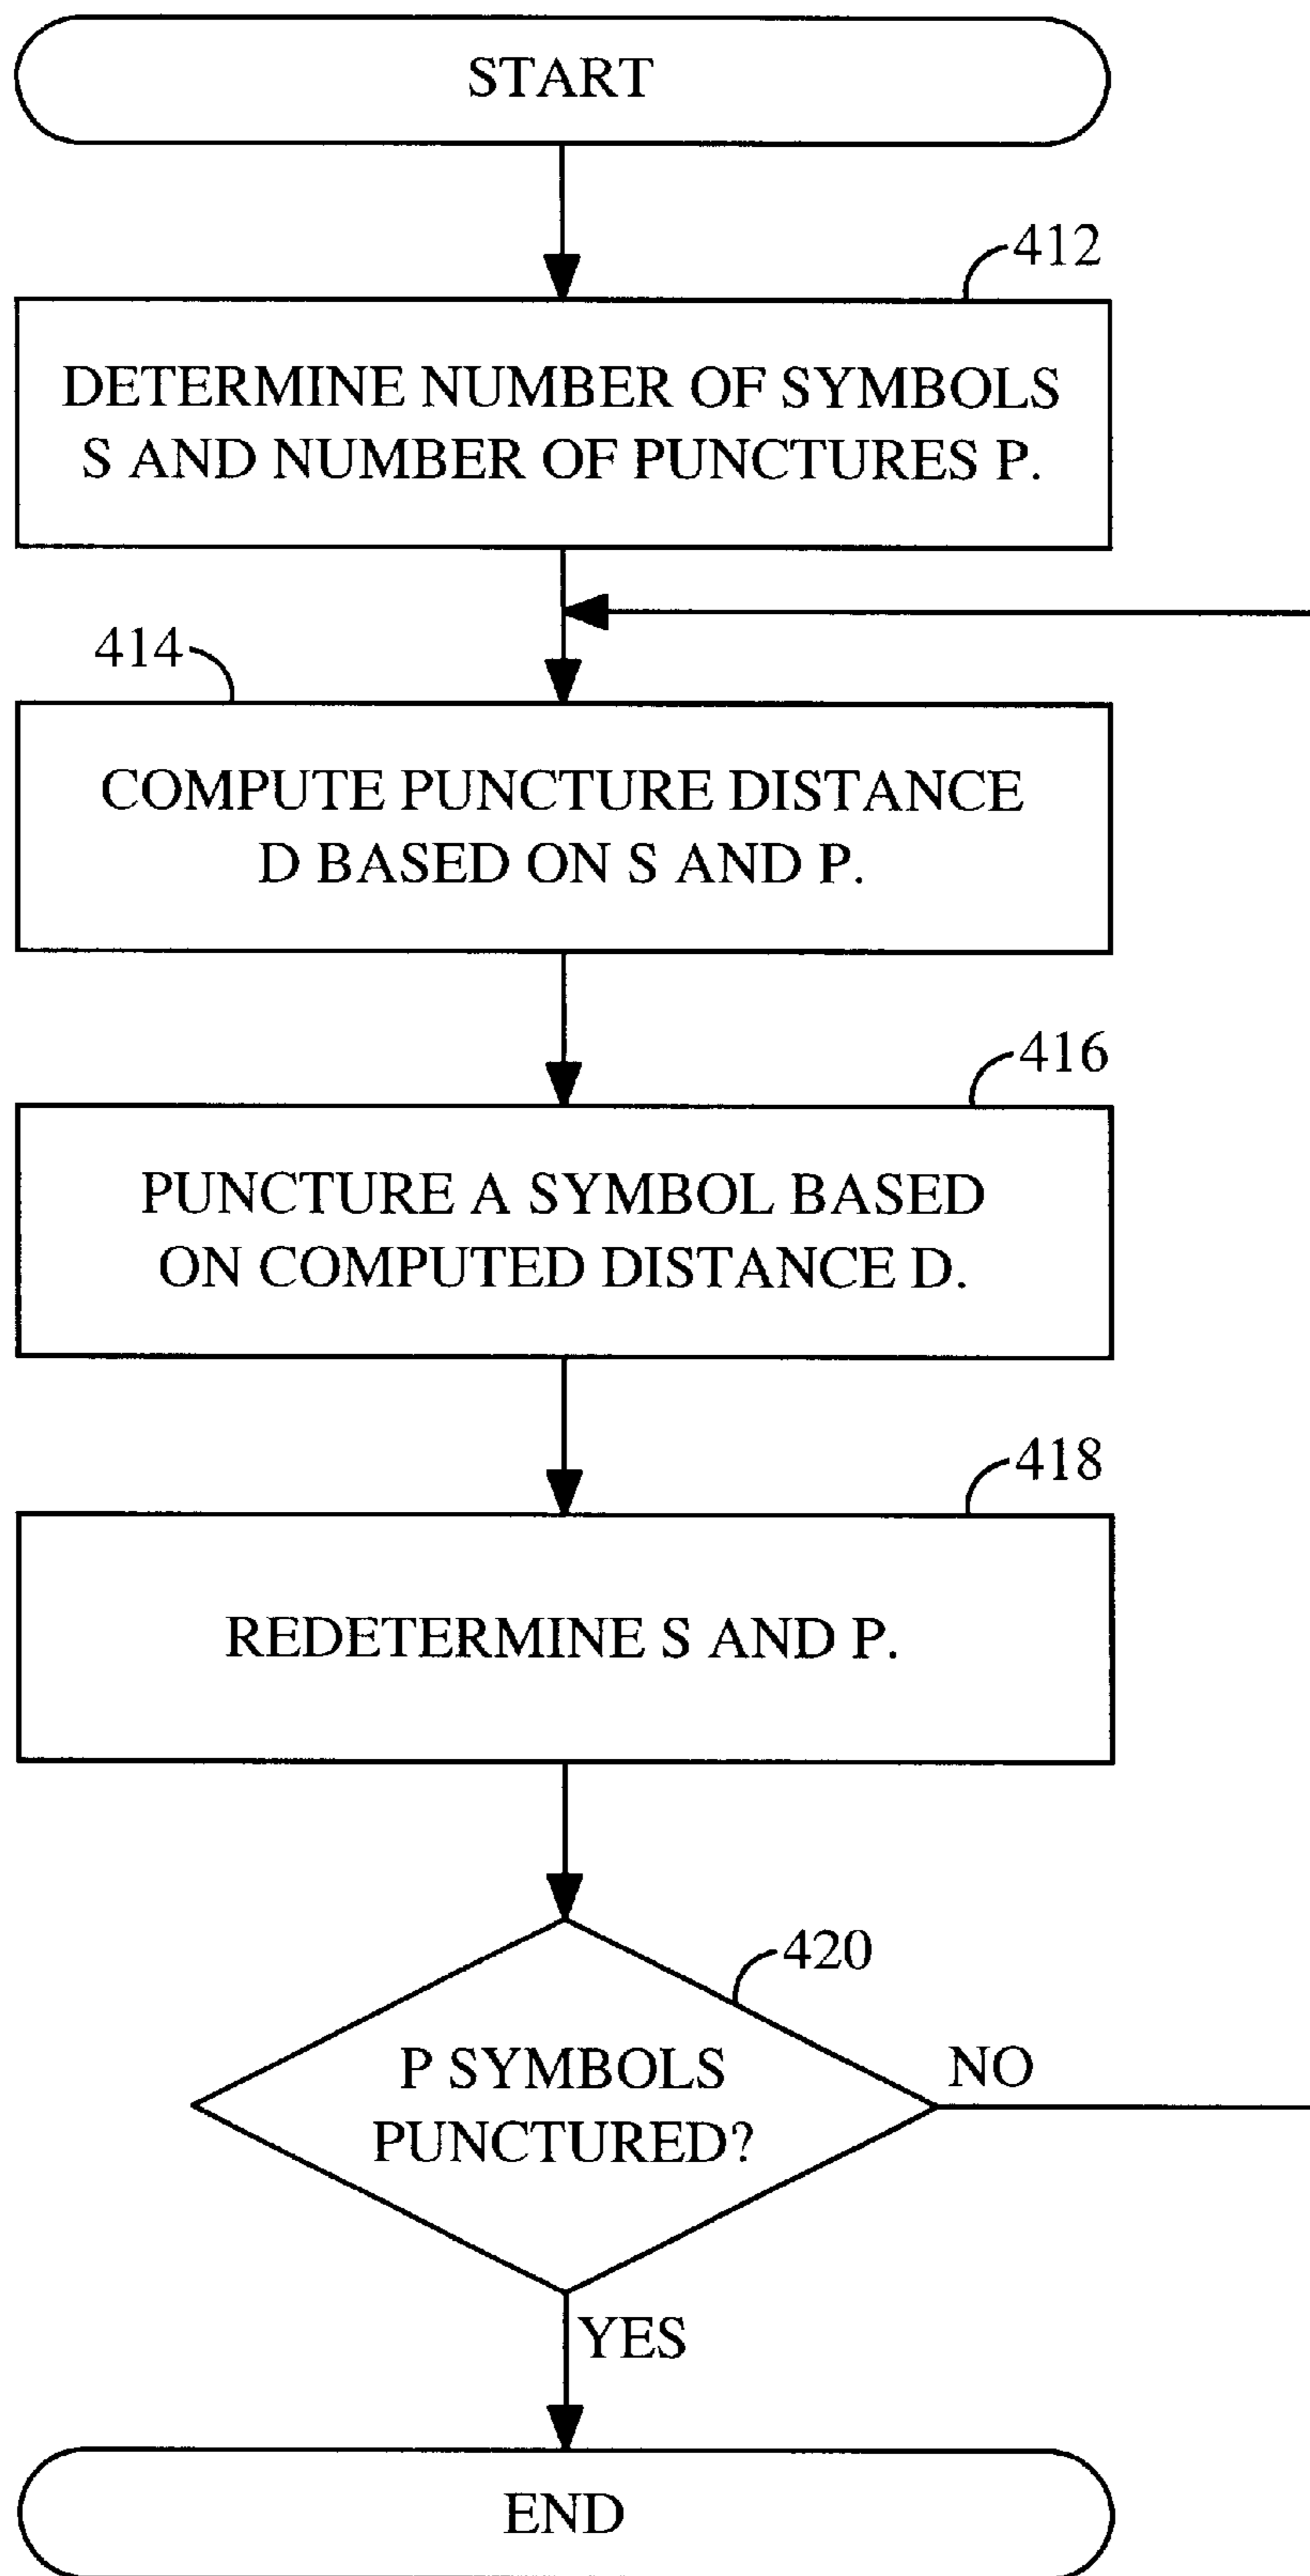 START
412
DETERMINE NUMBER OF SYMBOLS
S AND NUMBER OF PUNCTURES P.
414
COMPUTE PUNCTURE DISTANCE
D BASED ON S AND P.
416
PUNCTURE A SYMBOL BASED
ON COMPUTED DISTANCE D.
418
REDETERMINE S AND P.
420
P SYMBOLS
PUNCTURED?
NO
YES
END